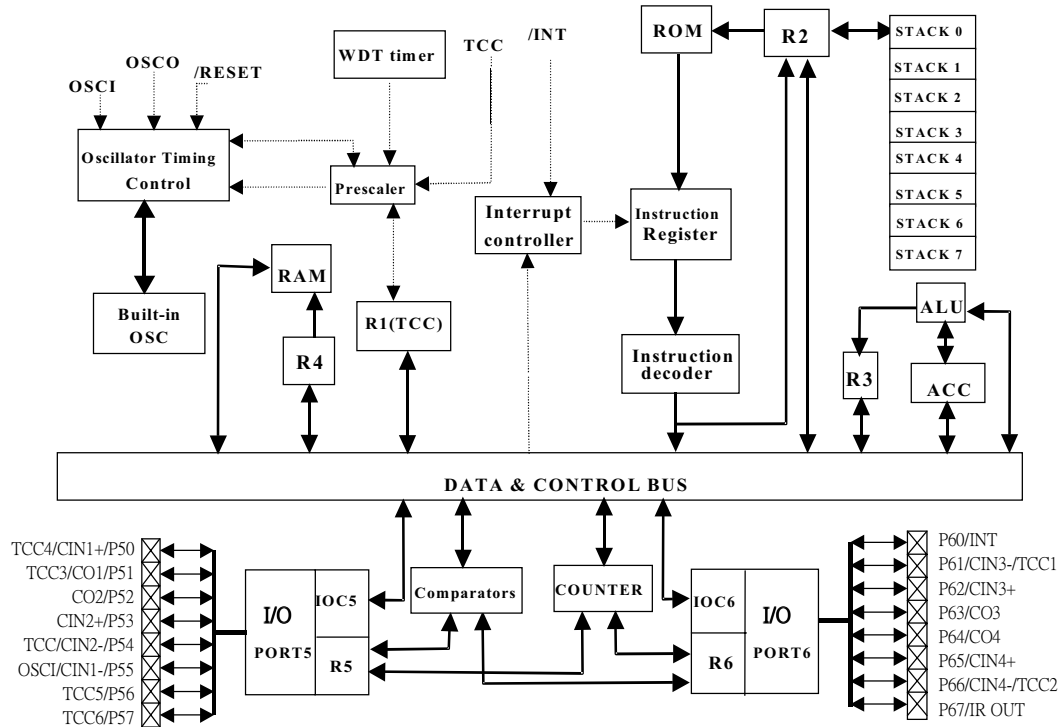 OSCI
OSCO
/RESET
WDT timer
TCC
/INT
ROM
R2
STACK 0
STACK 1
STACK 2
STACK 3
STACK 4
STACK 5
STACK 6
STACK 7
Oscillator Timing
Control
Prescaler
Interrupt
controller
Instruction
Register
Built-in
OSC
RAM
R4
R1(TCC)
Instruction
decoder
ALU
R3
ACC
DATA & CONTROL BUS
TCC4/CIN1+/P50
TCC3/CO1/P51
CO2/P52
CIN2+/P53
TCC/CIN2-/P54
OSCI/CIN1-/P55
TCC5/P56
TCC6/P57
I/O
PORT5
IOC5
R5
Comparators
COUNTER
IOC6
R6
I/O
PORT6
P60/INT
P61/CIN3-/TCC1
P62/CIN3+
P63/CO3
P64/CO4
P65/CIN4+
P66/CIN4-/TCC2
P67/IR OUT